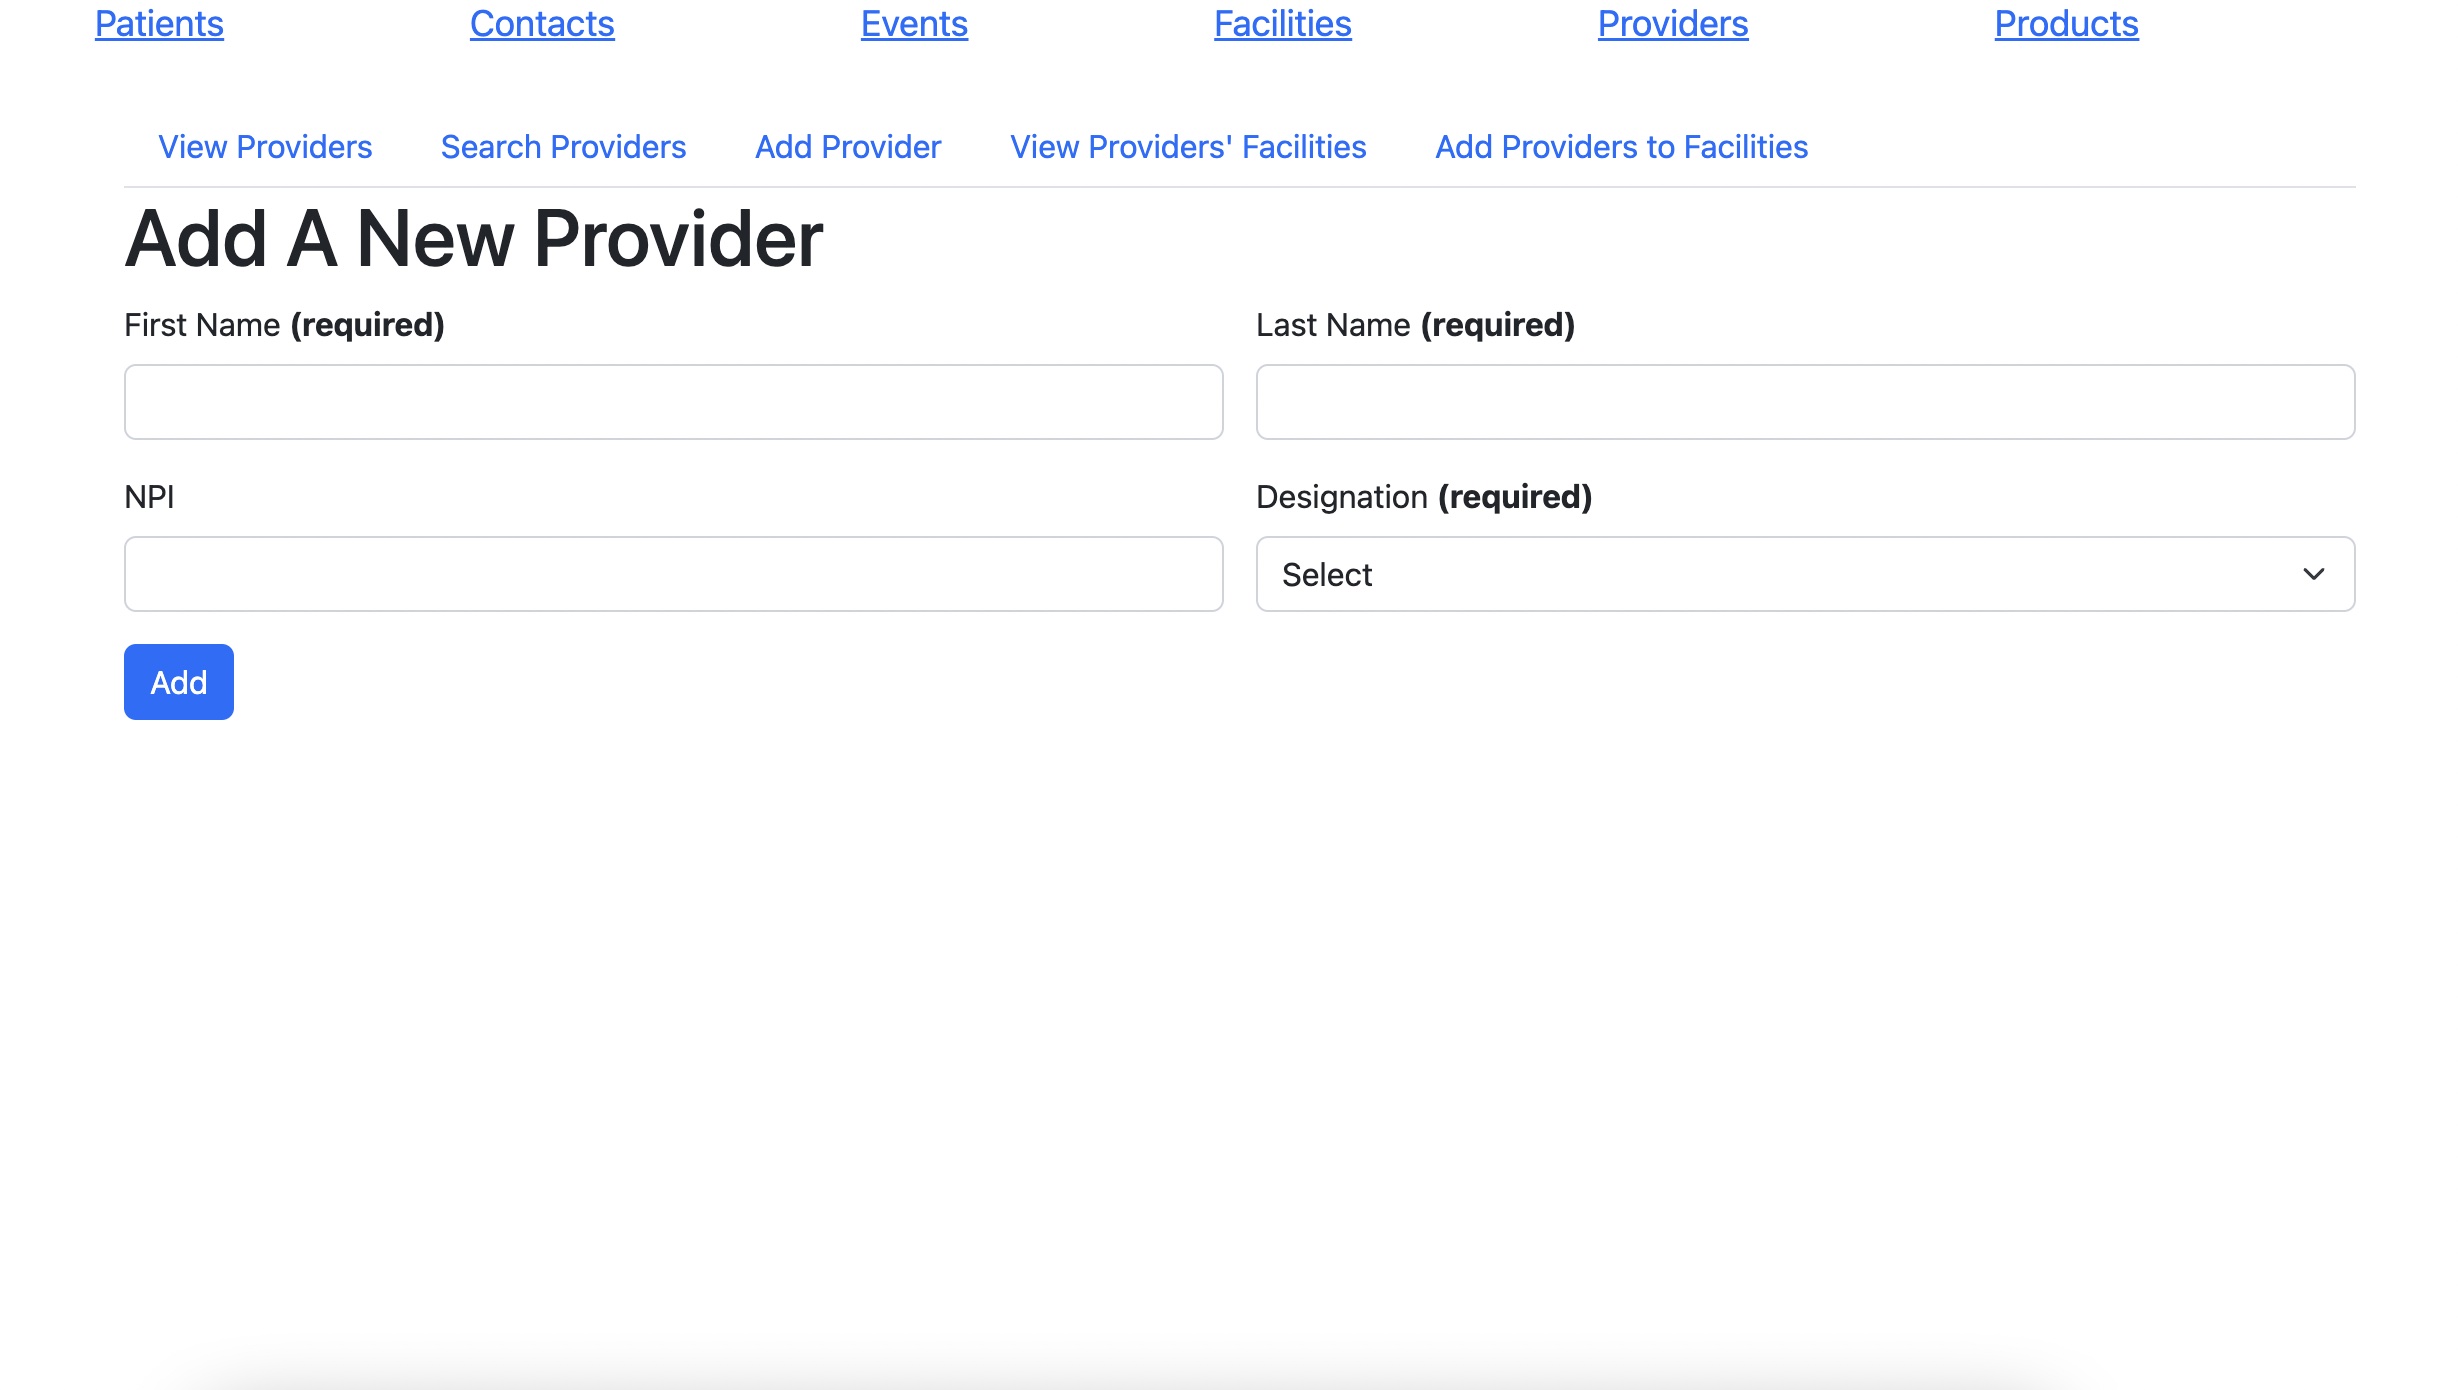 Patients Contacts Events Facilities Providers Products
View Providers Search Providers Add Provider View Providers' Facilities Add Providers to Facilities
Add A New Provider
First Name (required) Last Name (required)
NPI Designation (required)
Select
Add